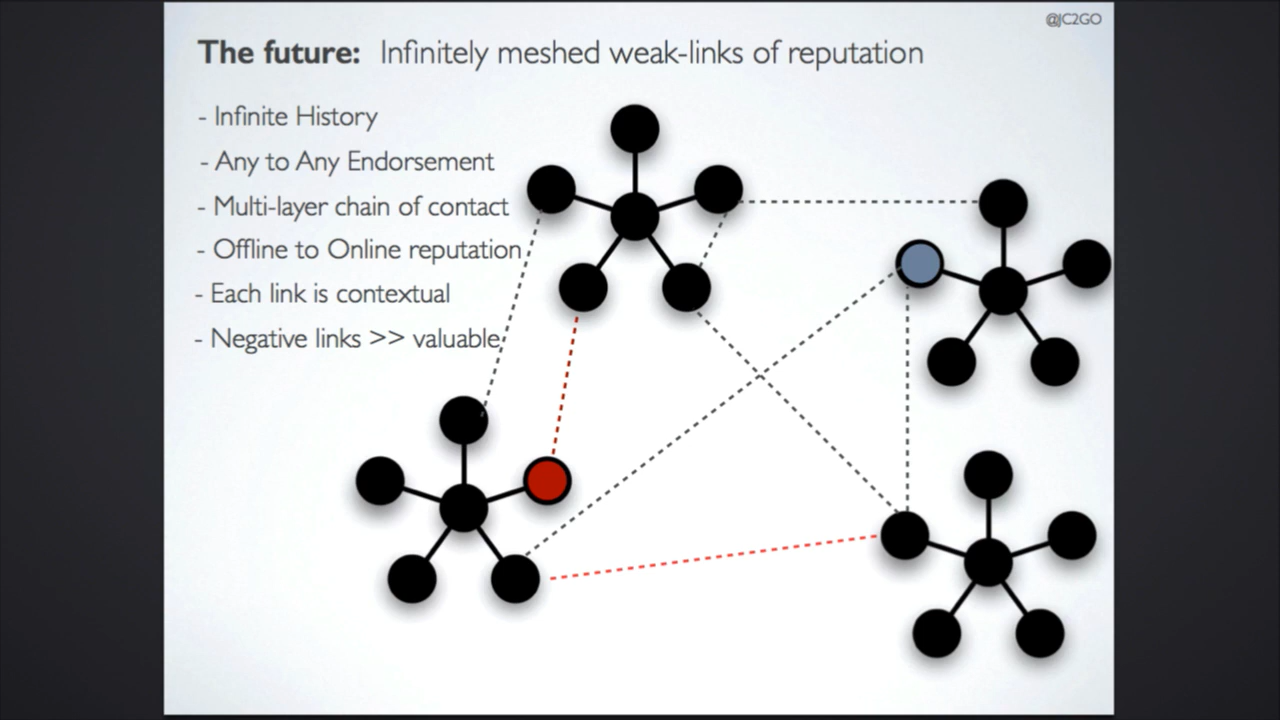 @JC2GO
The future: Infinitely meshed weak-links of reputation
- Infinite History
- Any to Any Endorsement
- Multi-layer chain of contact
- Offline to Online reputation
- Each link is contextual
- Negative links >> valuable